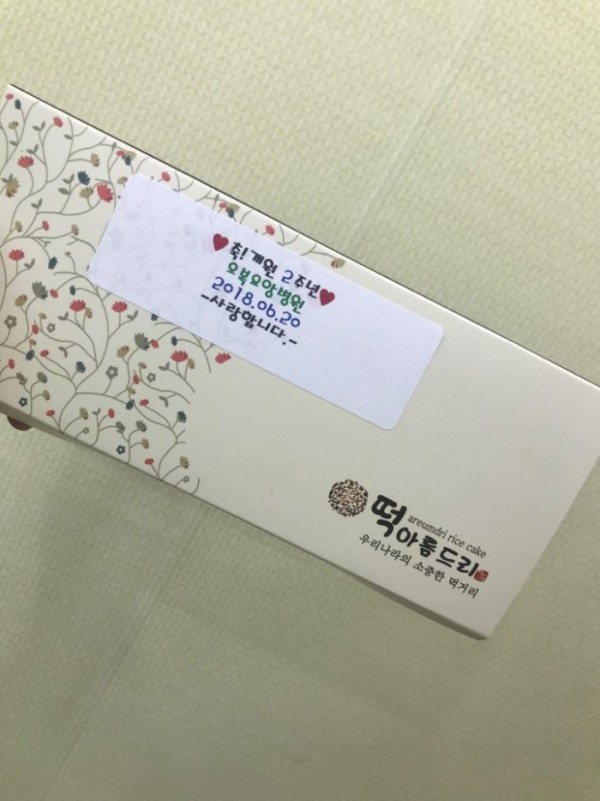 ♥축! 개원 2주년♥
오복요양병원
2018.06.20
-사랑합니다.-
areumdri rice cake
떡아름드리
우리나라의 소중한 먹거리